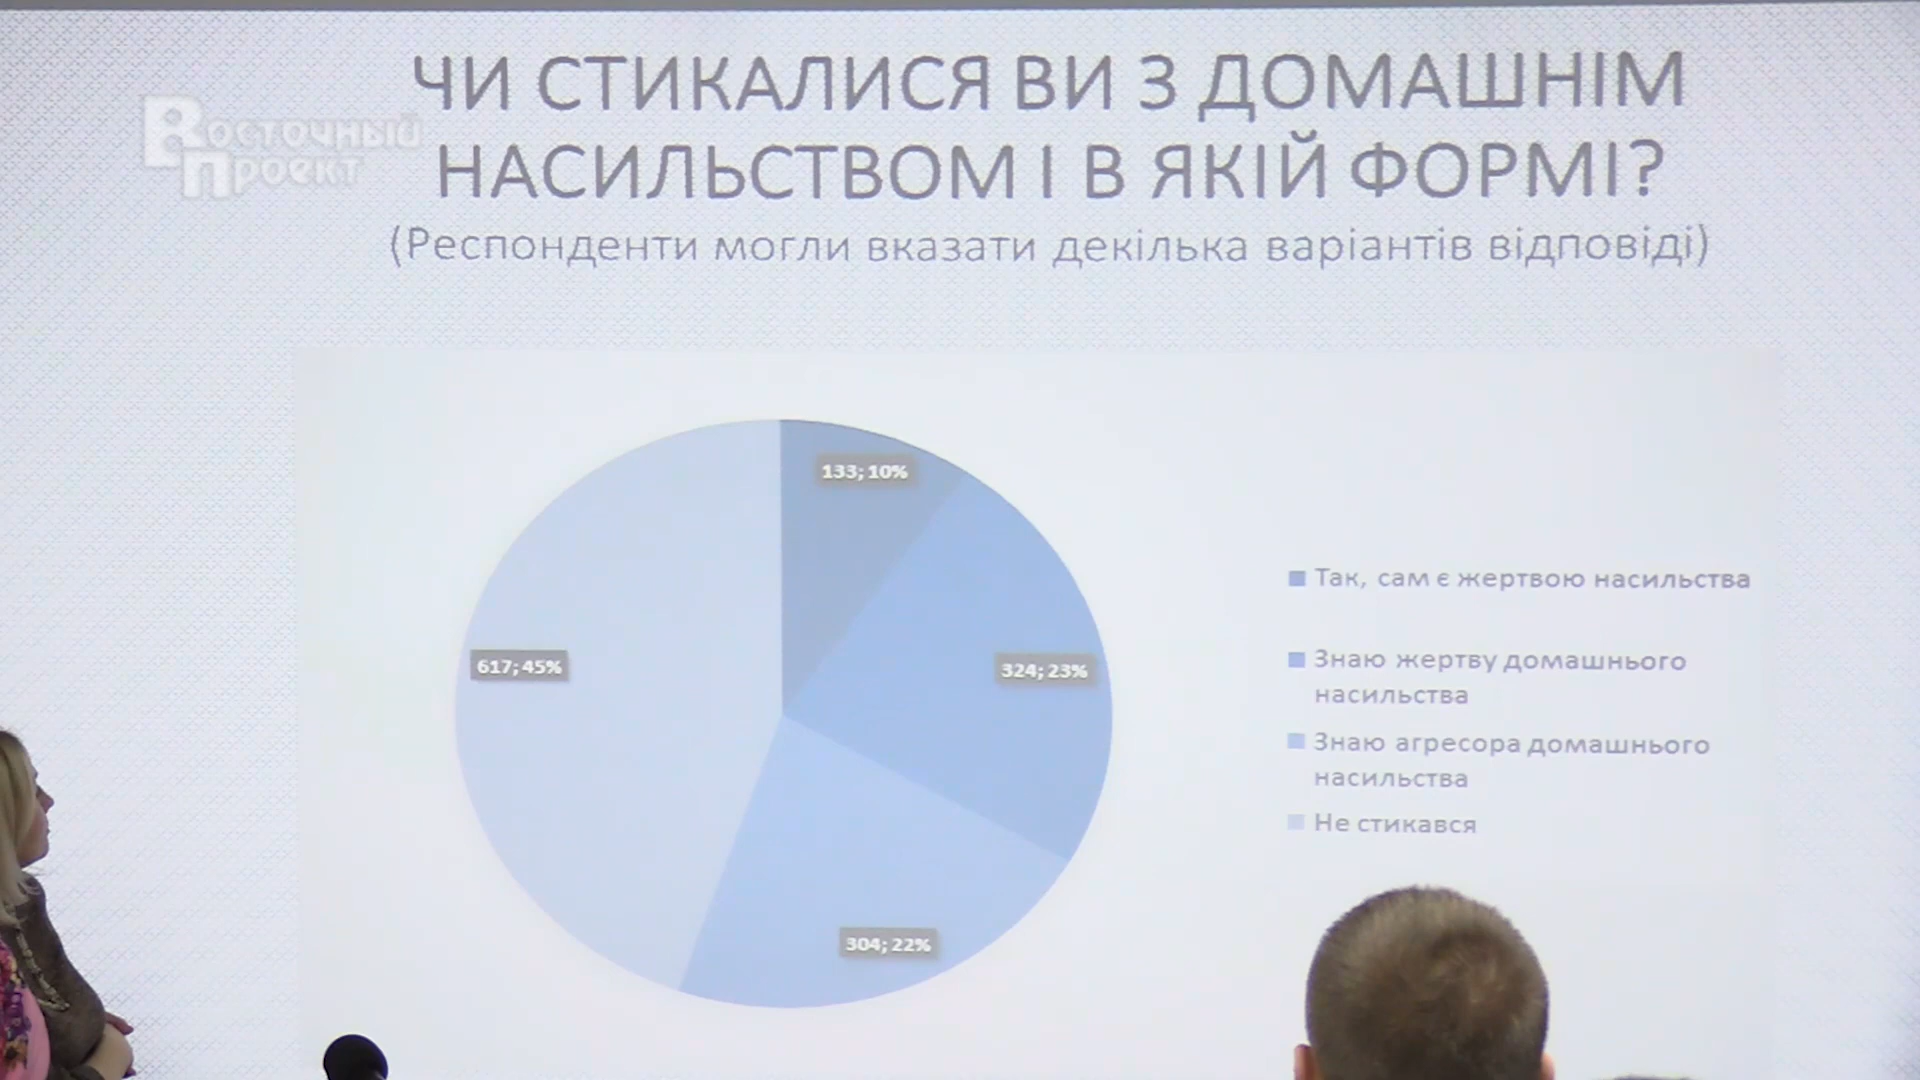 ЧИ СТИКАЛИСЯ ВИ З ДОМАШНІМ
НАСИЛЬСТВОМ І В ЯКІЙ ФОРМІ?
(Респонденти могли вказати декілька варіантів відповіді)
Восточный
Проект
133; 10%
324; 23%
304; 22%
617; 45%
Так, сам є жертвою насильства
Знаю жертву домашнього
насильства
Знаю агресора домашнього
насильства
Не стикався